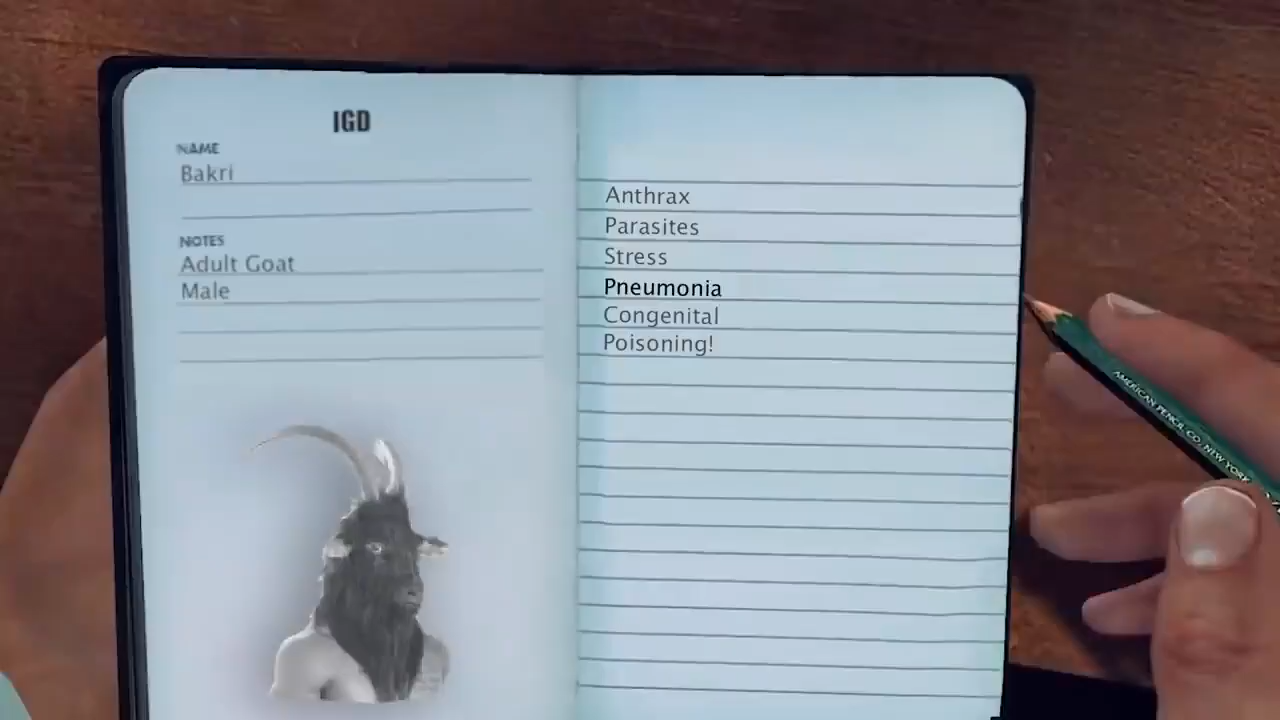 IGD
NAME
Bakri
NOTES
Adult Goat
Male
Anthrax
Parasites
Stress
Pneumonia
Congenital
Poisoning!
AMERICAN PENCIL CO. NEW YORK